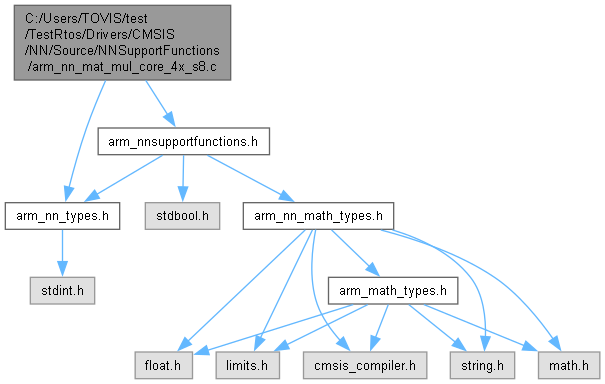 C:/Users/TOVIS/test
/TestRtos/Drivers/CMSIS
/NN/Source/NNSupportFunctions
/arm_nn_mat_mul_core_4x_s8.c
arm_nnsupportfunctions.h
arm_nn_types.h
stdbool.h
arm_nn_math_types.h
stdint.h
arm_math_types.h
float.h
limits.h
cmsis_compiler.h
string.h
math.h